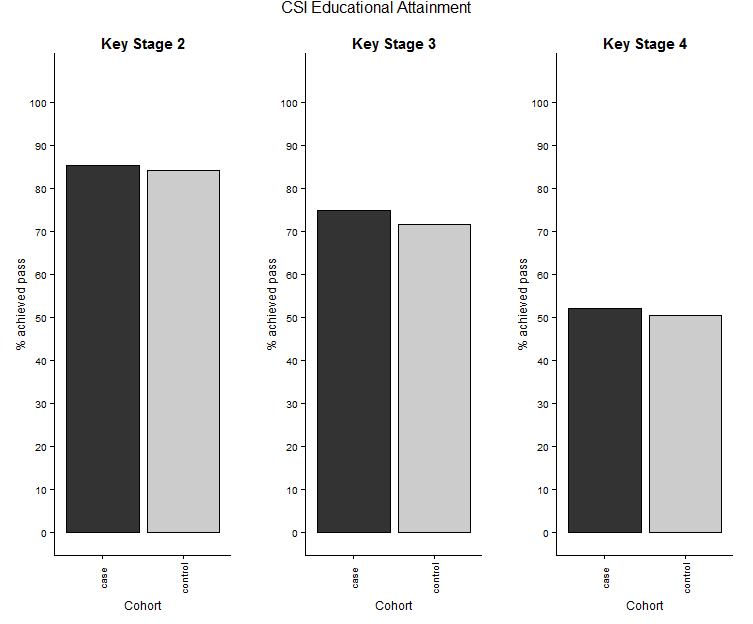 CSI Educational Attainment
Key Stage 2
100
90
80
70
60
50
40
30
20
10
0
% achieved pass
case
control
Cohort
Key Stage 3
100
90
80
70
60
50
40
30
20
10
0
% achieved pass
case
control
Cohort
Key Stage 4
100
90
80
70
60
50
40
30
20
10
0
% achieved pass
case
control
Cohort